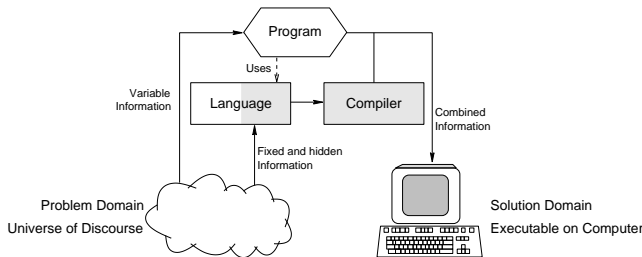 Program
Uses
Variable
Information
Language
Compiler
Combined
Information
Fixed and hidden
Information
Problem Domain
Universe of Discourse
Solution Domain
Executable on Computer